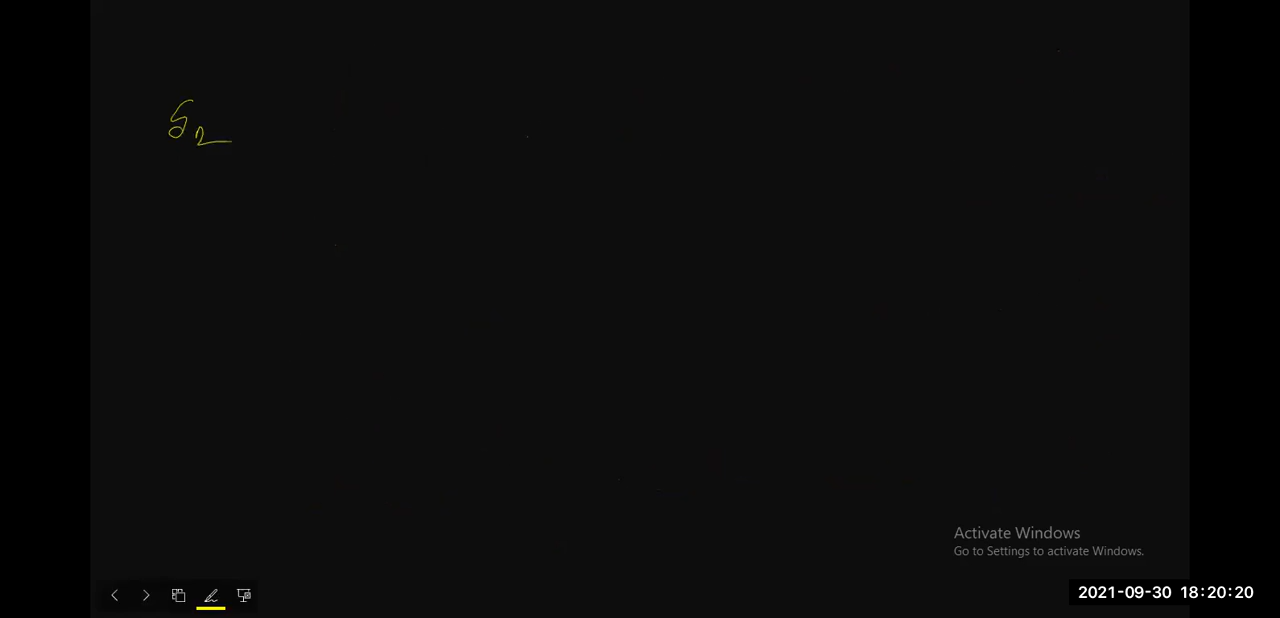 S₂
Activate Windows
Go to Settings to activate Windows.
2021-09-30 18:20:20